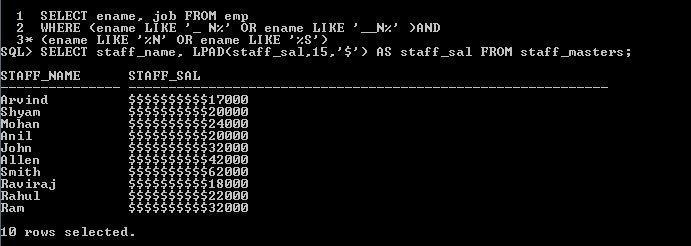 1 SELECT ename, job FROM emp
2 WHERE (ename LIKE '_ N%' OR ename LIKE '__N%' )AND
3* (ename LIKE '%N' OR ename LIKE '%S')
SQL> SELECT staff_name, LPAD(staff_sal,15,'$') AS staff_sal FROM staff_masters;
STAFF_NAME STAFF_SAL
--------------- ------------------------------------------------------------
Arvind $$$$$$$$$$17000
Shyam $$$$$$$$$$20000
Mohan $$$$$$$$$$24000
Anil $$$$$$$$$$20000
John $$$$$$$$$$32000
Allen $$$$$$$$$$42000
Smith $$$$$$$$$$62000
Raviraj $$$$$$$$$$18000
Rahul $$$$$$$$$$22000
Ram $$$$$$$$$$32000
10 rows selected.